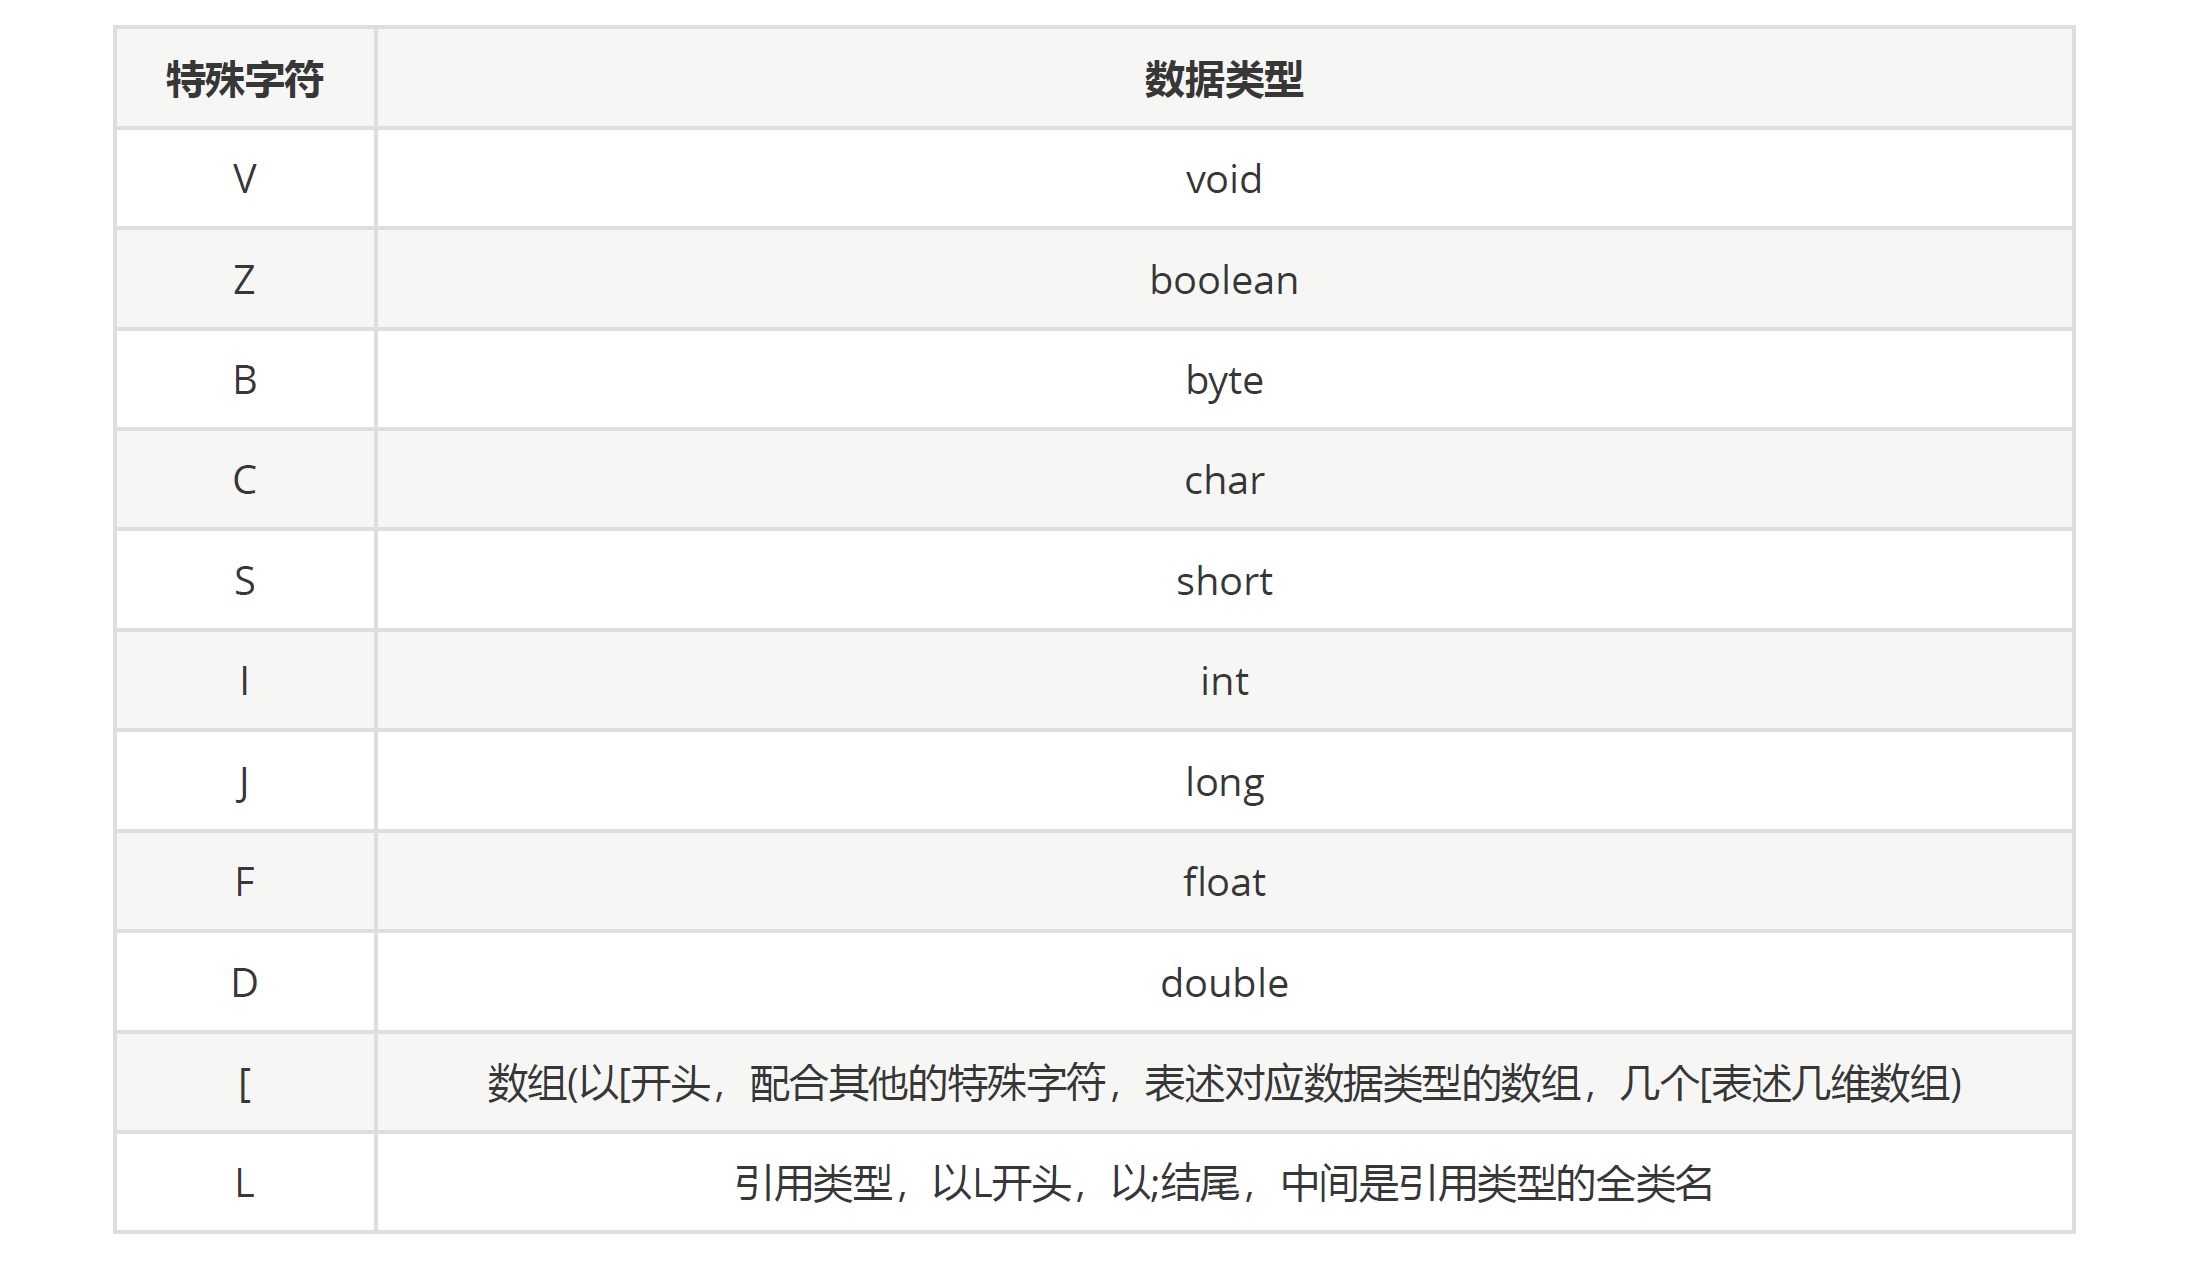 特殊字符 数据类型
V void
Z boolean
B byte
C char
S short
I int
J long
F float
D double
[ 数组(以[开头，配合其他的特殊字符，表述对应数据类型的数组，几个[表述几维数组)
L 引用类型，以L开头，以;结尾，中间是引用类型的全类名